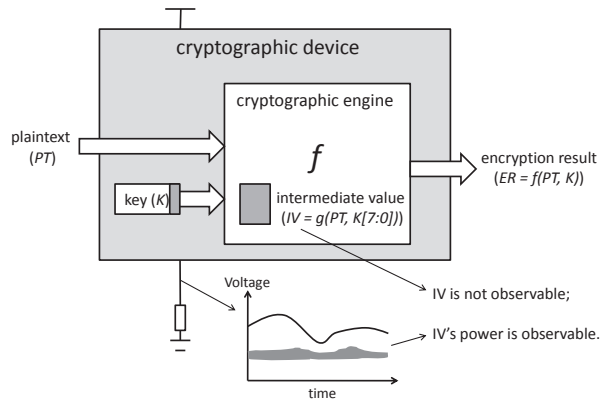 cryptographic device
cryptographic engine
plaintext
(PT)
f
encryption result
(ER = f(PT, K))
key (K)
intermediate value
(IV = g(PT, K[7:0]))
Voltage
IV is not observable;
IV's power is observable.
time